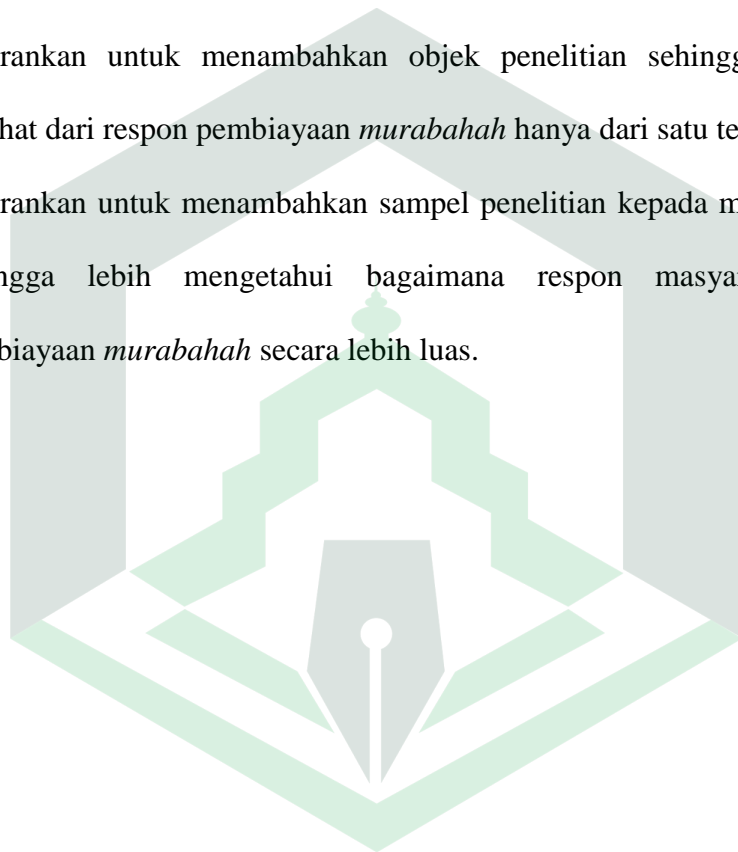 rankan untuk menambahkan objek penelitian sehingg
hat dari respon pembiayaan murabahah hanya dari satu te
rankan untuk menambahkan sampel penelitian kepada m
ngga lebih mengetahui bagaimana respon masya
biayaan murabahah secara lebih luas.